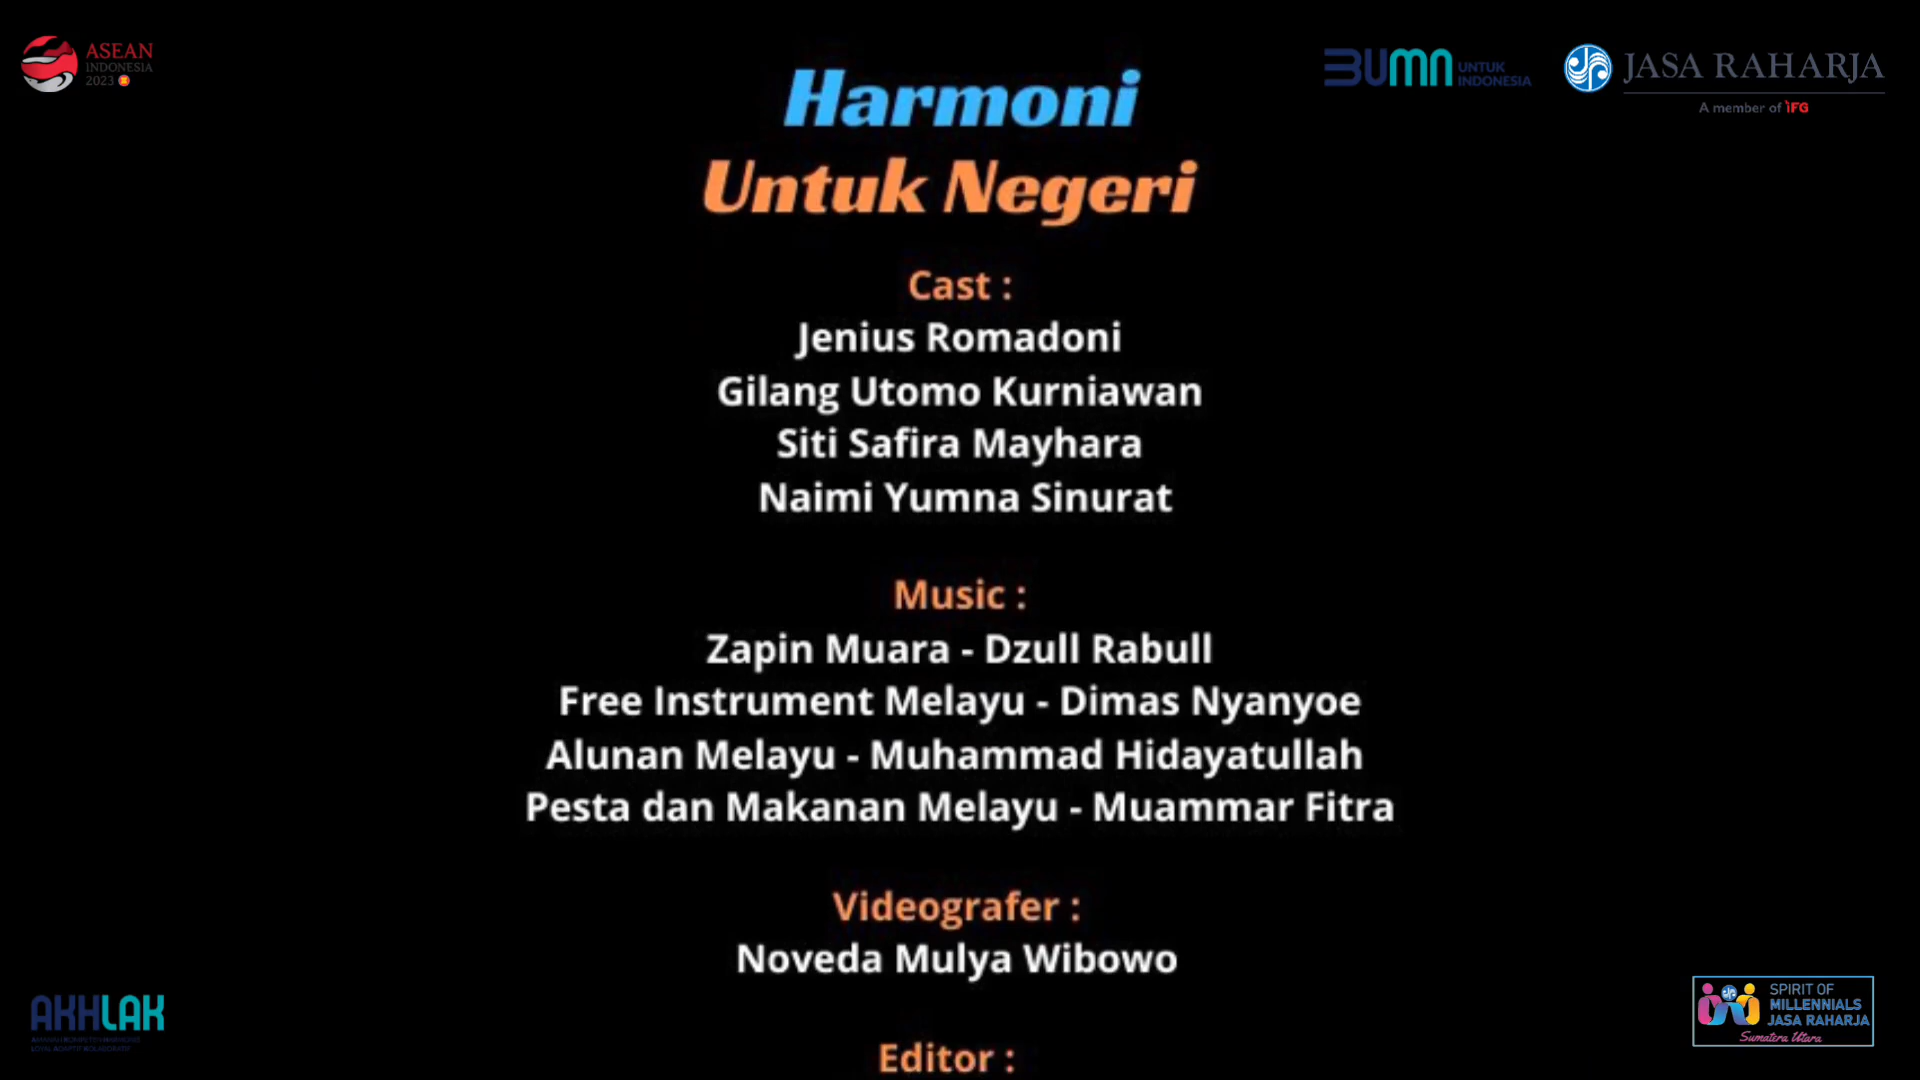 ASEAN
INDONESIA
2023
BUMN UNTUK
INDONESIA
JASA RAHARJA
A member of IFG
Harmoni
Untuk Negeri
Cast :
Jenius Romadoni
Gilang Utomo Kurniawan
Siti Safira Mayhara
Naimi Yumna Sinurat
Music :
Zapin Muara - Dzull Rabull
Free Instrument Melayu - Dimas Nyanyoe
Alunan Melayu - Muhammad Hidayatullah
Pesta dan Makanan Melayu - Muammar Fitra
Videografer :
Noveda Mulya Wibowo
Editor :
AKHLAK
SPIRIT OF
MILLENNIALS
JASA RAHARJA
Sumatera Utara